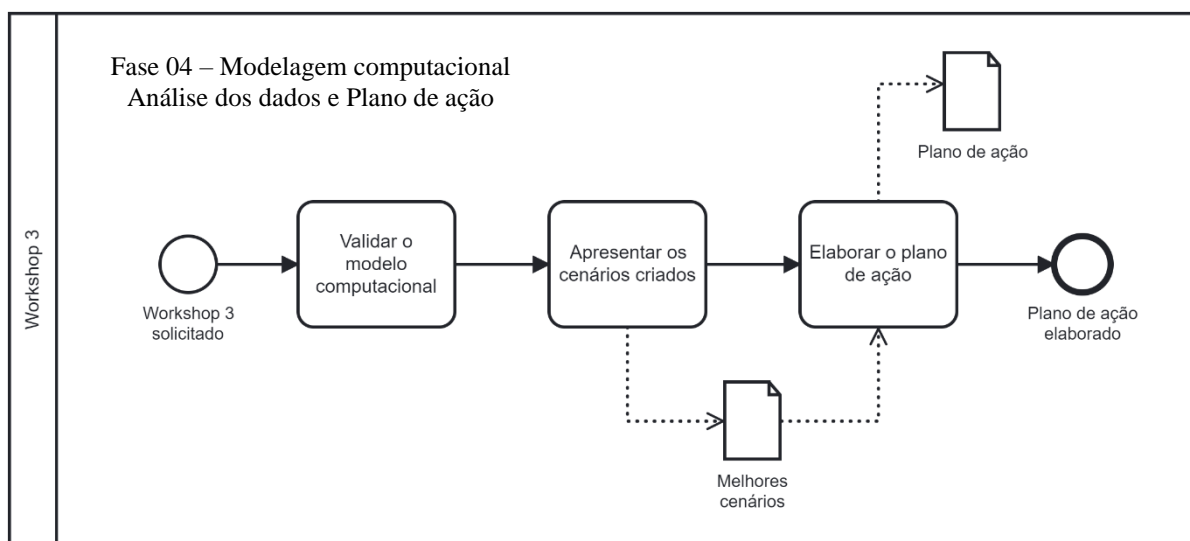 Workshop 3
Fase 04 – Modelagem computacional
Análise dos dados e Plano de ação
Plano de ação
Workshop 3
solicitado
Validar o
modelo
computacional
Apresentar os
cenários criados
Elaborar o plano
de ação
Plano de ação
elaborado
Melhores
cenários